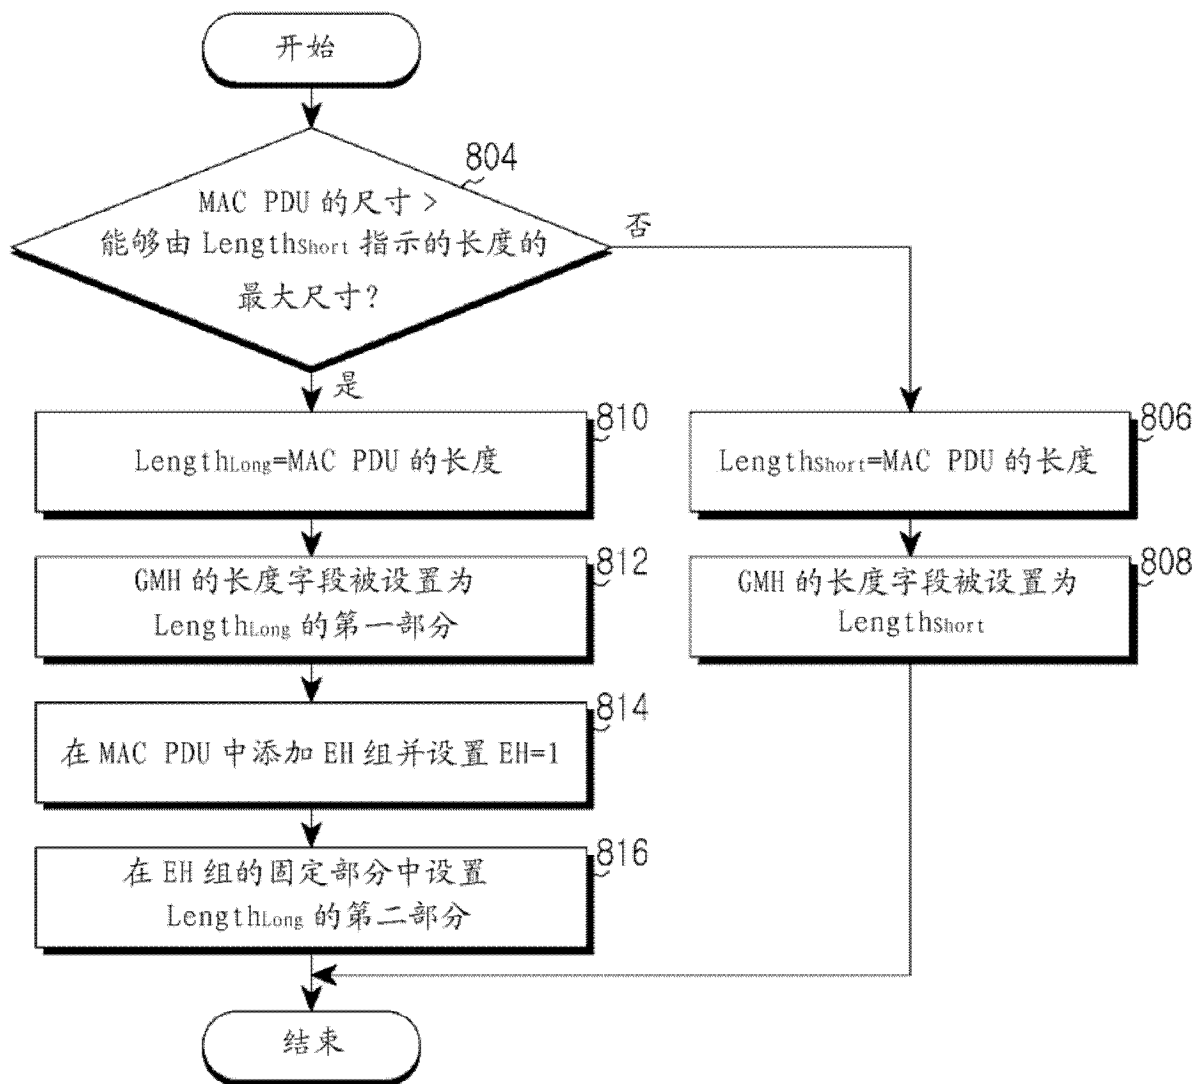 开始
804
MAC PDU 的尺寸 >
能够由 LengthShort 指示的长度的
最大尺寸?
否
是
810
LengthLong=MAC PDU 的长度
806
LengthShort=MAC PDU 的长度
812
GMH 的长度字段被设置为
LengthLong 的第一部分
808
GMH 的长度字段被设置为
LengthShort
814
在 MAC PDU 中添加 EH 组并设置 EH=1
816
在 EH 组的固定部分中设置
LengthLong 的第二部分
结束